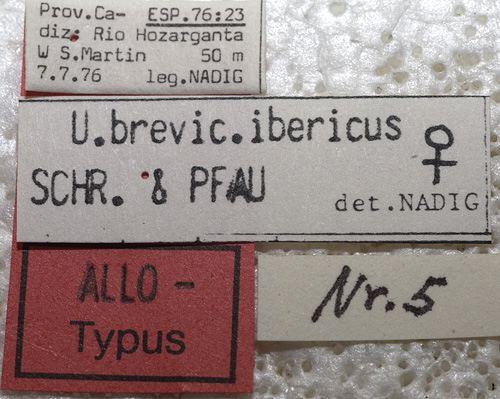 Prov.Ca- ESP.76:23
diz: Rio Hozarganta
W S.Martin 50 m
7.7.76 leg.NADIG
U.brevic.ibericus ♀
SCHR. & PFAU det.NADIG
ALLO -
Typus
Nr.5